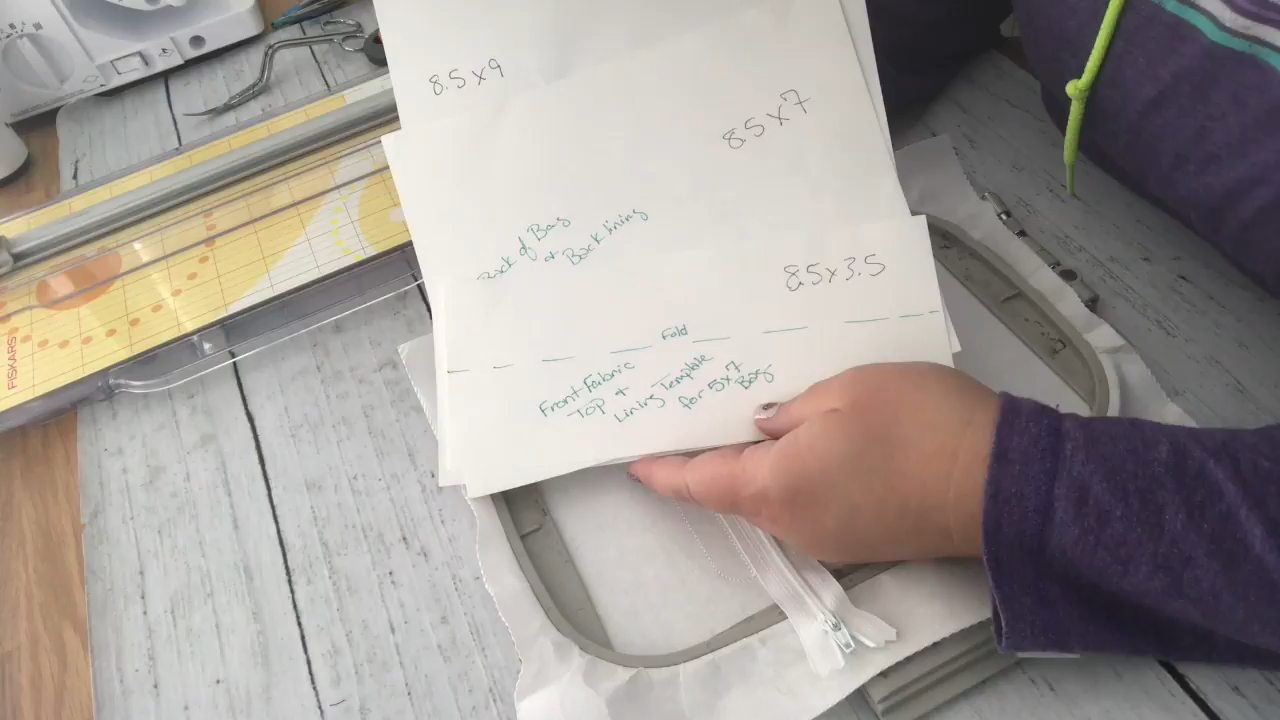 8.5x9
8.5x7
Back of Bag
or Back lining
8.5x3.5
Fold
Front Fabric
Top +
Lining Template
for 5x7
Bag
FISKARS